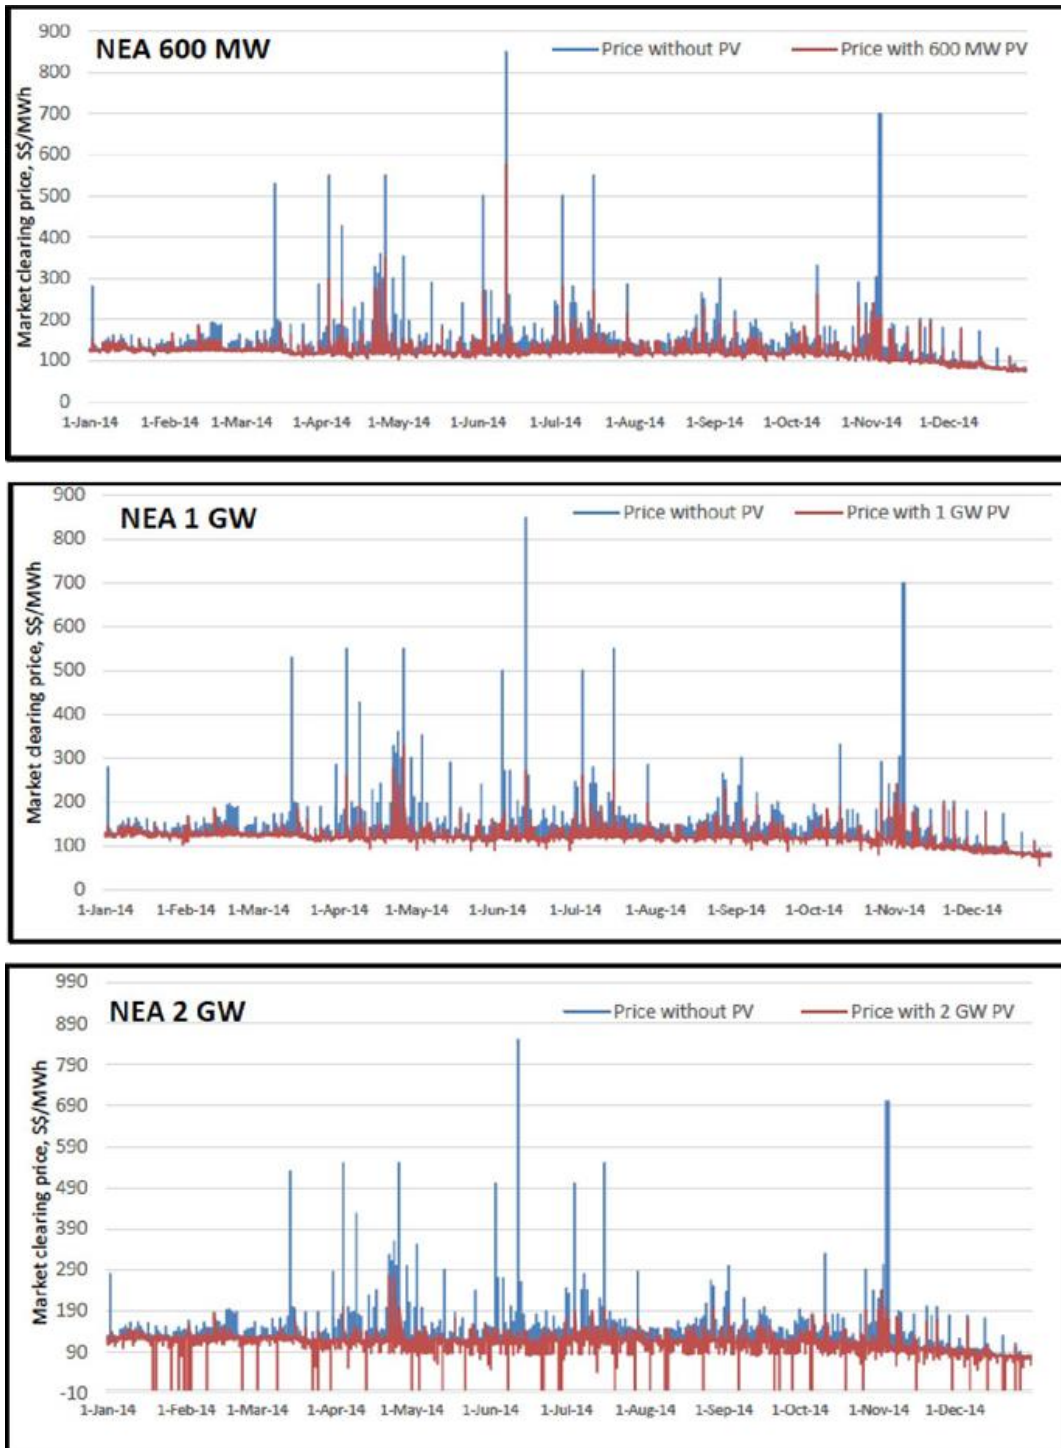 NEA 600 MW
Price without PV
Price with 600 MW PV
Market clearing price, S$/MWh
900
800
700
600
500
400
300
200
100
0
1-Jan-14 1-Feb-14 1-Mar-14 1-Apr-14 1-May-14 1-Jun-14 1-Jul-14 1-Aug-14 1-Sep-14 1-Oct-14 1-Nov-14 1-Dec-14
NEA 1 GW
Price without PV
Price with 1 GW PV
Market clearing price, S$/MWh
900
800
700
600
500
400
300
200
100
0
1-Jan-14 1-Feb-14 1-Mar-14 1-Apr-14 1-May-14 1-Jun-14 1-Jul-14 1-Aug-14 1-Sep-14 1-Oct-14 1-Nov-14 1-Dec-14
NEA 2 GW
Price without PV
Price with 2 GW PV
Market clearing price, S$/MWh
990
890
790
690
590
490
390
290
190
90
-10
1-Jan-14 1-Feb-14 1-Mar-14 1-Apr-14 1-May-14 1-Jun-14 1-Jul-14 1-Aug-14 1-Sep-14 1-Oct-14 1-Nov-14 1-Dec-14